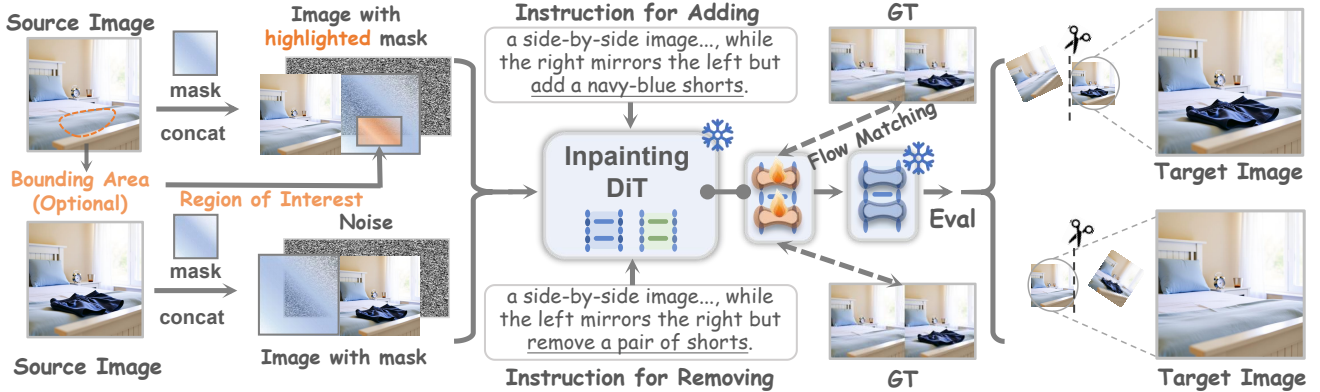 Source Image
mask
concat
Bounding Area
(Optional)
Region of Interest
Image with
highlighted mask
Instruction for Adding
a side-by-side image..., while
the right mirrors the left but
add a navy-blue shorts.
GT
Inpainting
DiT
Flow Matching
Eval
Target Image
mask
concat
Source Image
Noise
Image with mask
a side-by-side image..., while
the left mirrors the right but
remove a pair of shorts.
Instruction for Removing
GT
Target Image